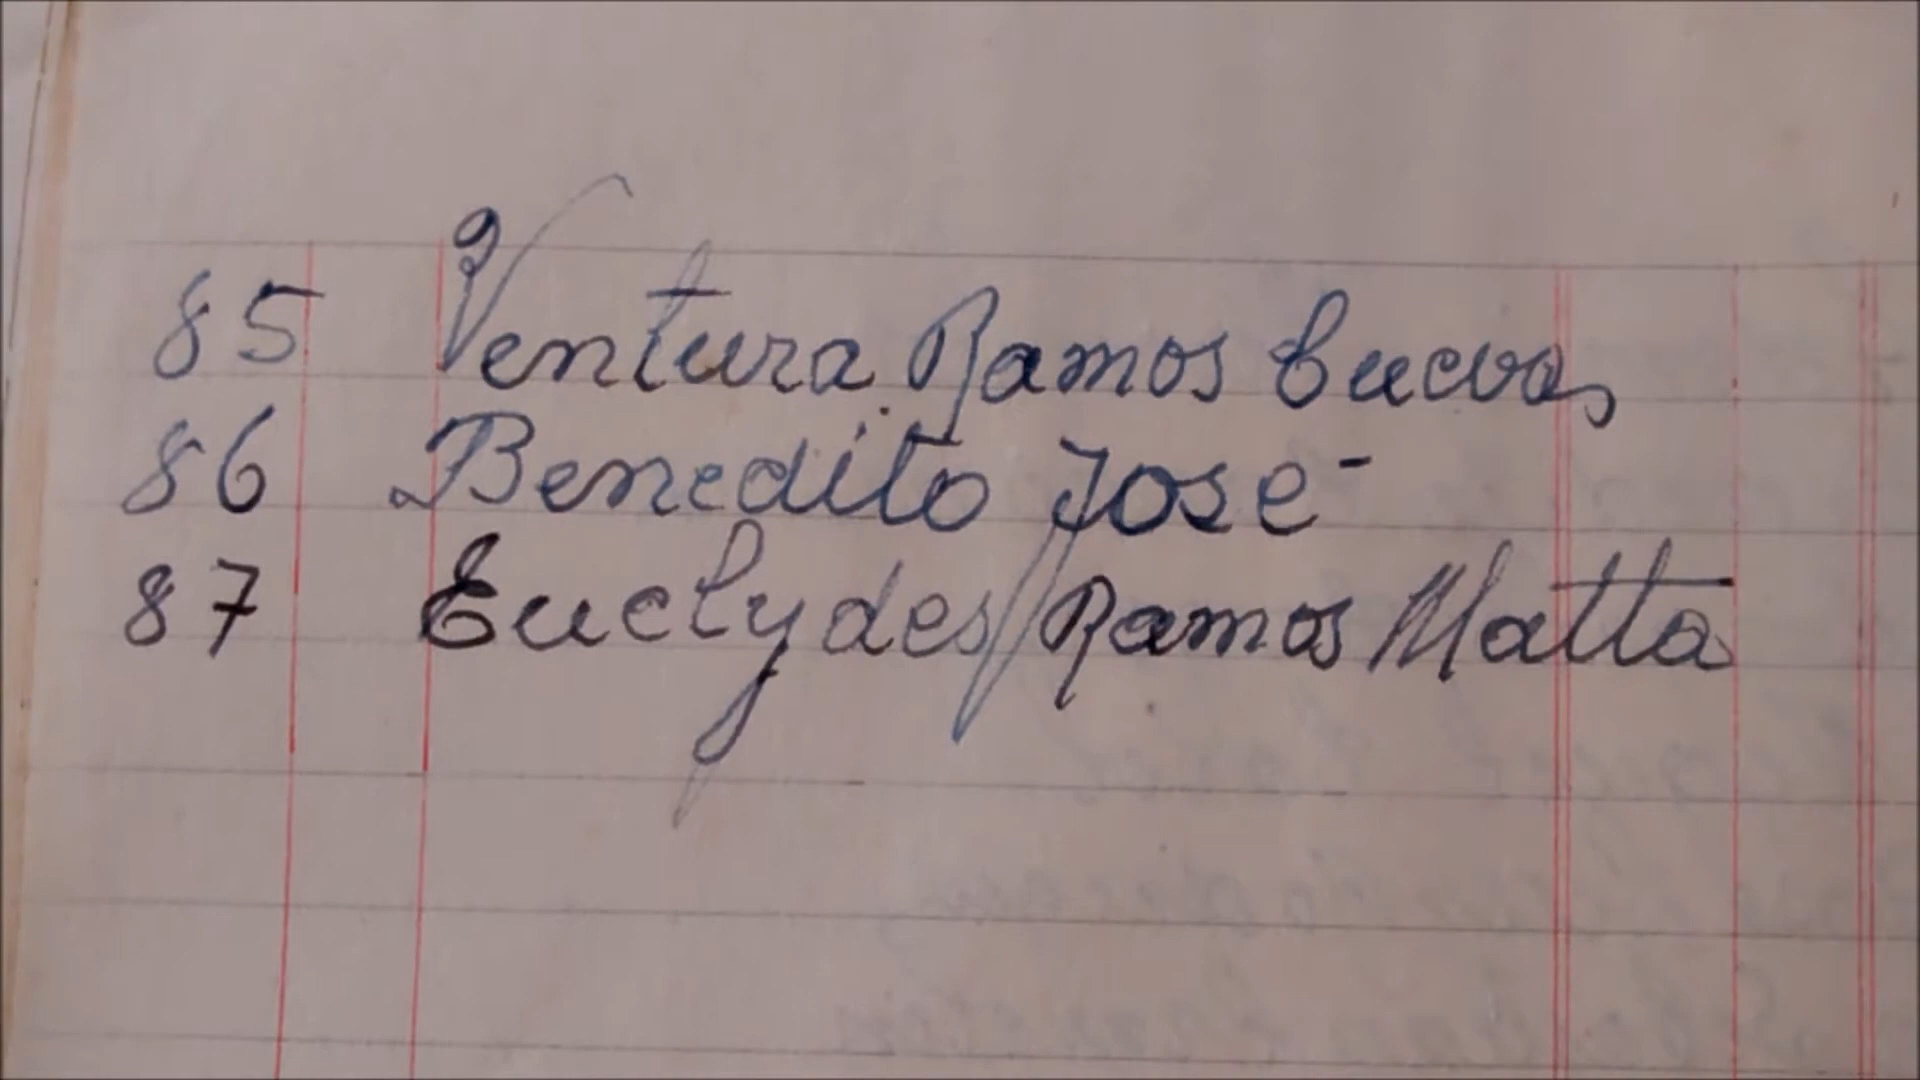 85 Ventura Ramos Cuevas
86 Benedito José
87 Euclydes Ramos Matta